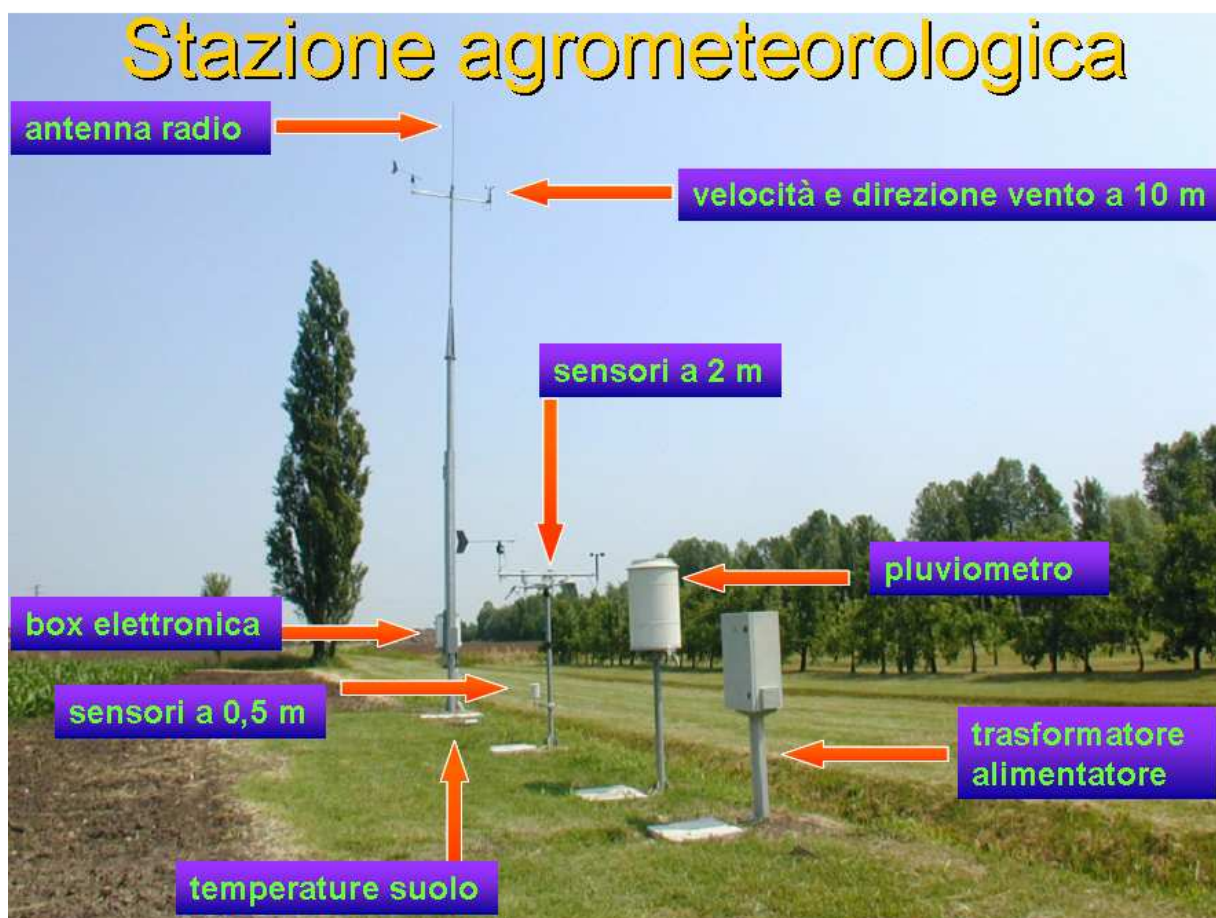 Stazione agrometeorologica
antenna radio
velocità e direzione vento a 10 m
sensori a 2 m
pluviometro
box elettronica
sensori a 0,5 m
trasformatore
alimentatore
temperature suolo